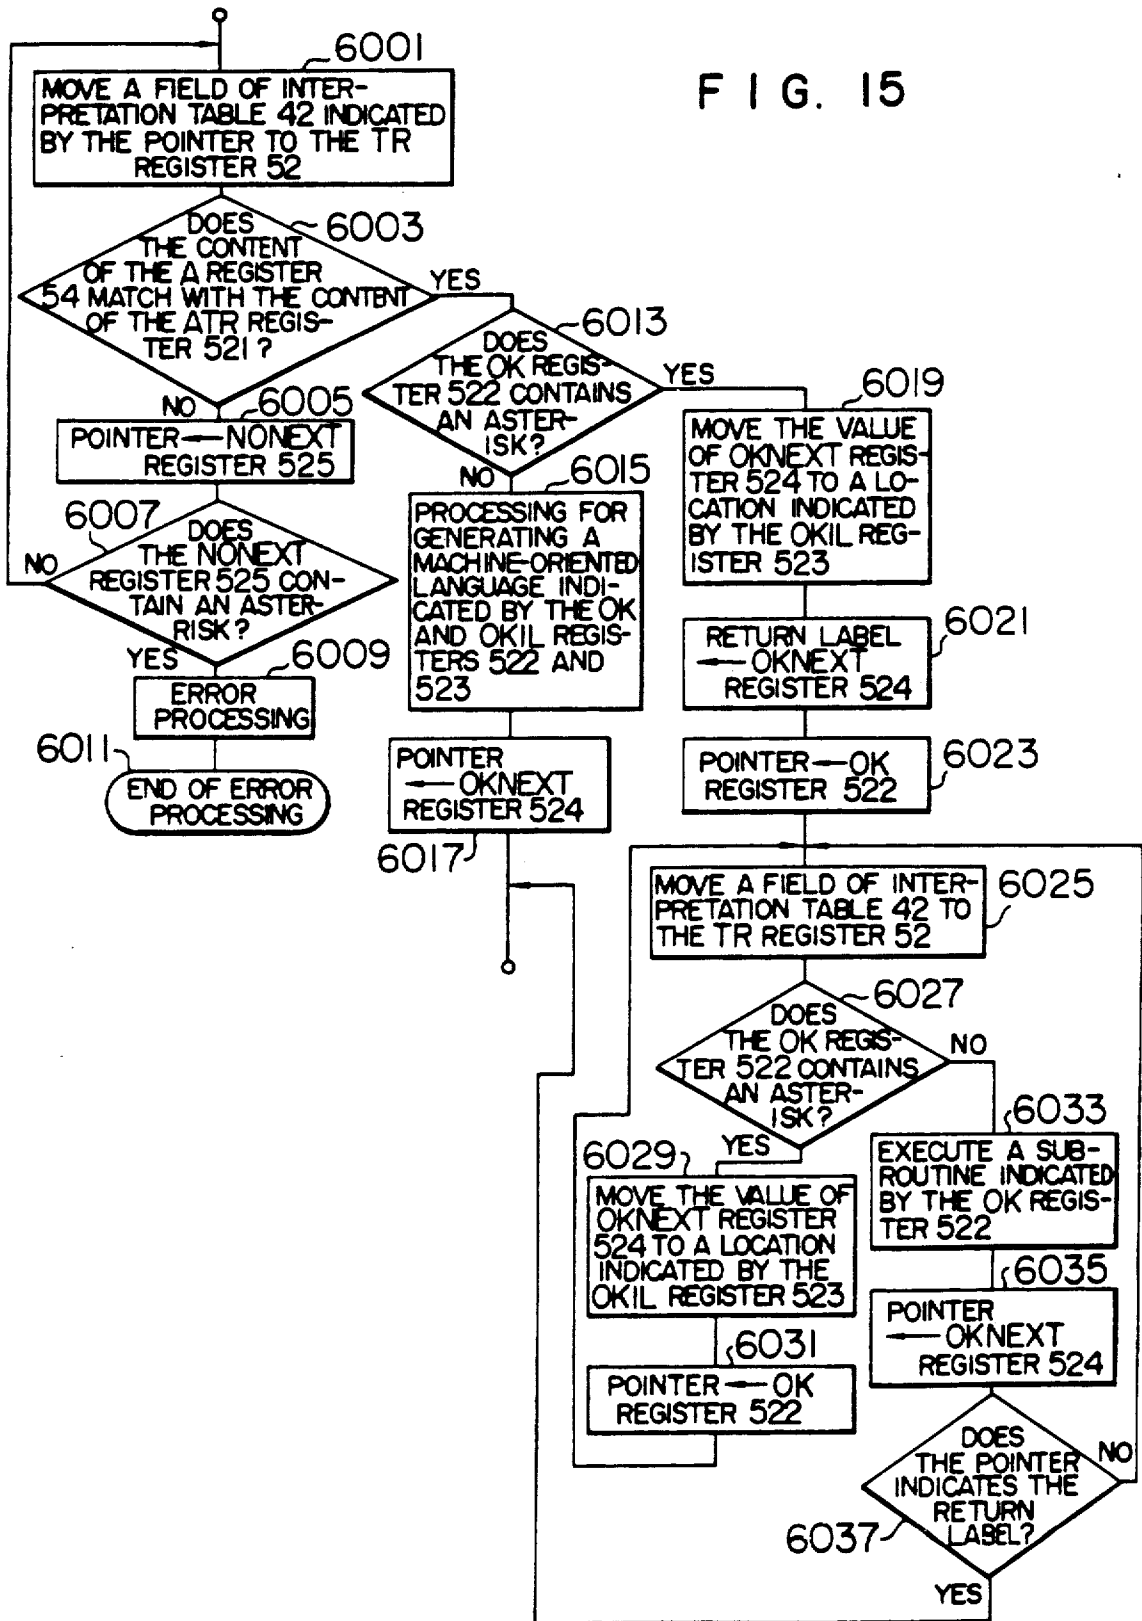 FIG. 15
6001
MOVE A FIELD OF INTER-
PRETATION TABLE 42 INDICATED
BY THE POINTER TO THE TR
REGISTER 52
6003
DOES
THE CONTENT
OF THE A REGISTER
54 MATCH WITH THE CONTENT
OF THE ATR REGIS-
TER 521?
YES
NO
6005
POINTER ← NONEXT
REGISTER 525
6007
DOES
THE NONEXT
REGISTER 525 CON-
TAIN AN ASTER-
RISK?
NO
YES
6009
ERROR
PROCESSING
6011
END OF ERROR
PROCESSING
6013
DOES
THE OK REGIS-
TER 522 CONTAINS
AN ASTER-
ISK?
YES
NO
6015
PROCESSING FOR
GENERATING A
MACHINE-ORIENTED
LANGUAGE INDI-
CATED BY THE OK
AND OKIL REGIS-
TERS 522 AND
523
POINTER
← OKNEXT
REGISTER 524
6017
6019
MOVE THE VALUE
OF OKNEXT REGIS-
TER 524 TO A LO-
CATION INDICATED
BY THE OKIL REG-
ISTER 523
6021
RETURN LABEL
← OKNEXT
REGISTER 524
6023
POINTER ← OK
REGISTER 522
6025
MOVE A FIELD OF INTER-
PRETATION TABLE 42 TO
THE TR REGISTER 52
6027
DOES
THE OK REGIS-
TER 522 CONTAINS
AN ASTER-
ISK?
NO
YES
6029
MOVE THE VALUE OF
OKNEXT REGISTER
524 TO A LOCATION
INDICATED BY THE
OKIL REGISTER 523
6031
POINTER ← OK
REGISTER 522
6033
EXECUTE A SUB-
ROUTINE INDICATED
BY THE OK REGIS-
TER 522
6035
POINTER
← OKNEXT
REGISTER 524
DOES
THE POINTER
INDICATES THE
RETURN
LABEL?
6037
NO
YES